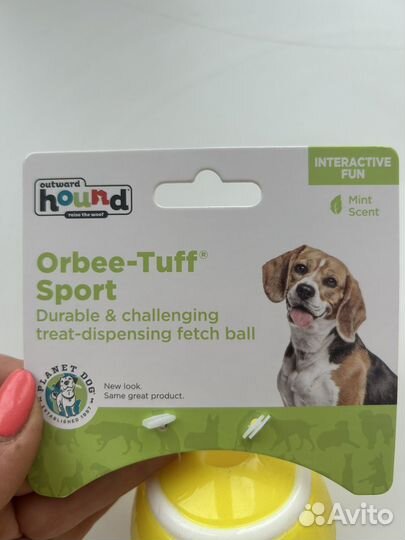 outward
hound
raise the woof
INTERACTIVE
FUN
Mint
Scent
Orbee-Tuff®
Sport
Durable & challenging
treat-dispensing fetch ball
PLANET DOG
ESTABLISHED 1997
New look.
Same great product.
Avito